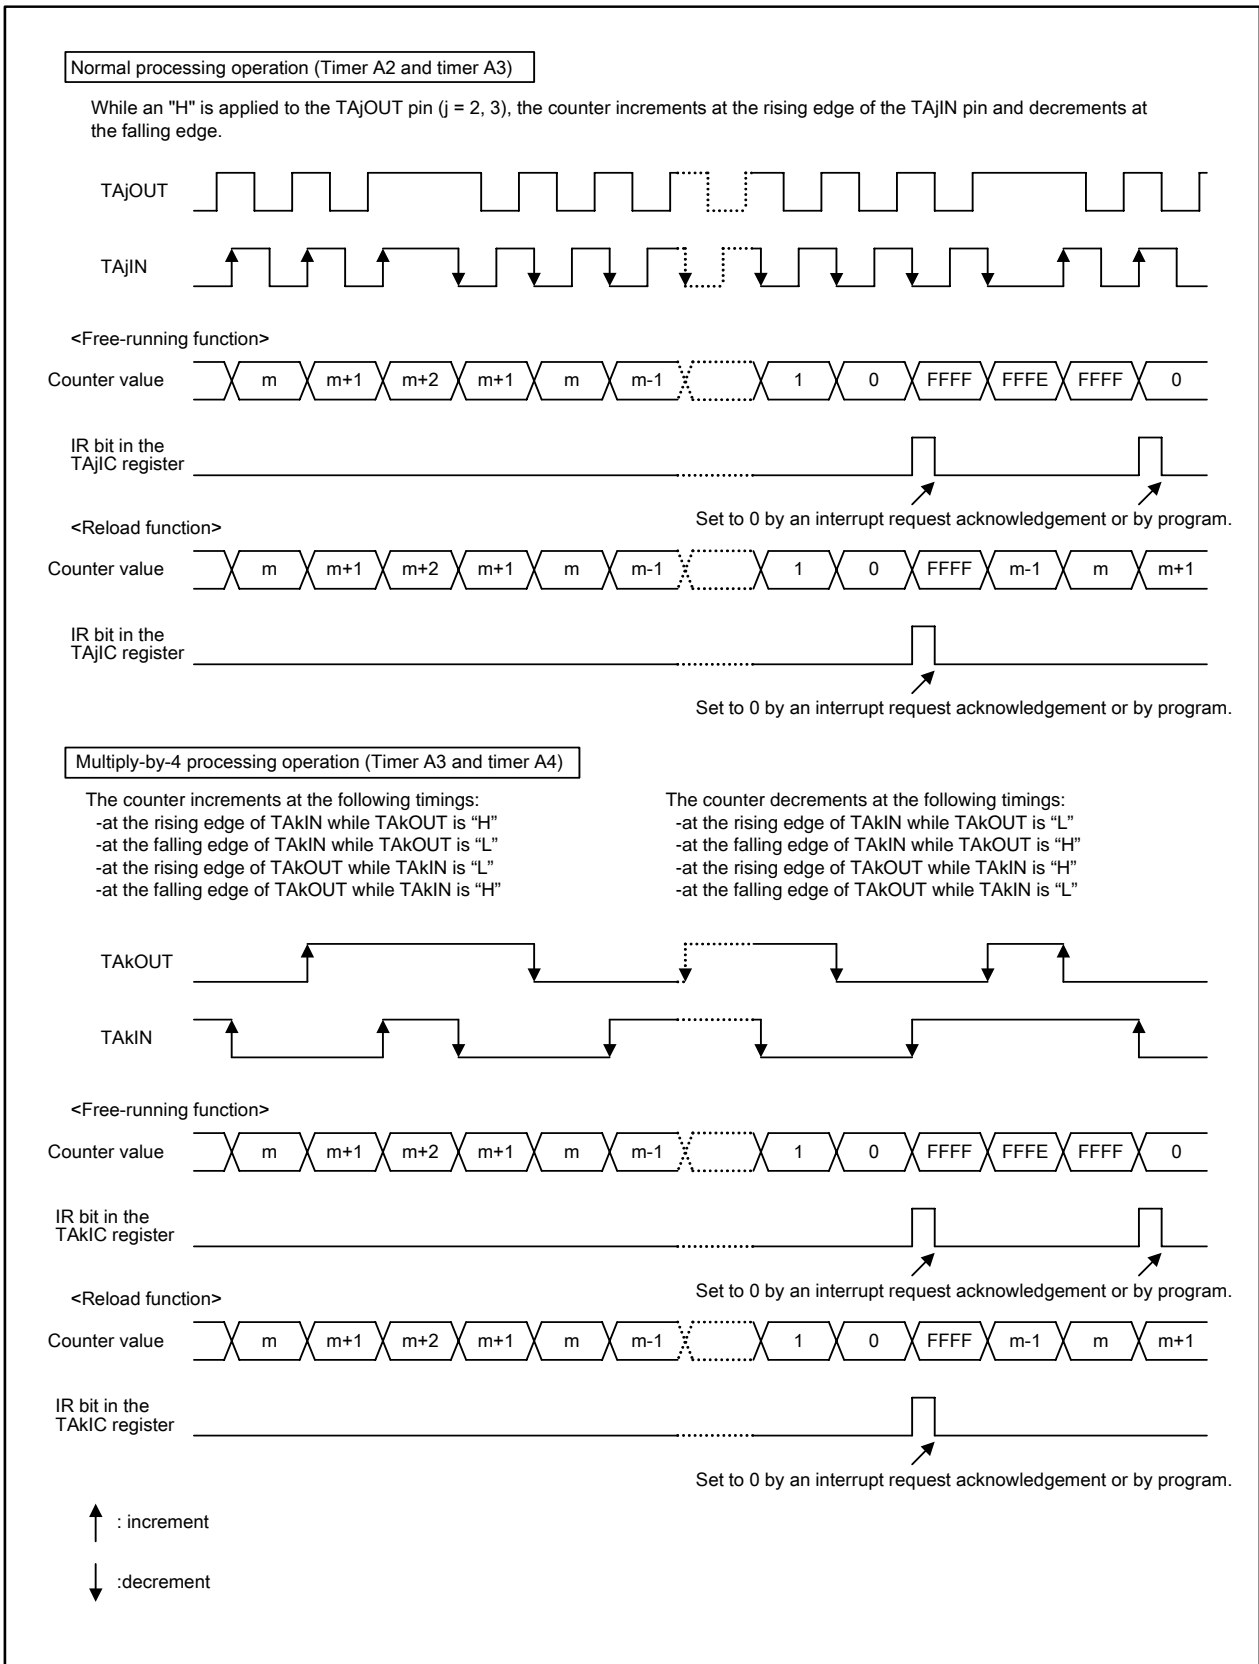 Normal processing operation (Timer A2 and timer A3)
While an "H" is applied to the TAjOUT pin (j = 2, 3), the counter increments at the rising edge of the TAjIN pin and decrements at
the falling edge.
TAjOUT
TAjIN
<Free-running function>
Counter value m m+1 m+2 m+1 m m-1 1 0 FFFF FFFE FFFF 0
IR bit in the
TAjIC register
Set to 0 by an interrupt request acknowledgement or by program.
<Reload function>
Counter value m m+1 m+2 m+1 m m-1 1 0 FFFF m-1 m m+1
IR bit in the
TAjIC register
Set to 0 by an interrupt request acknowledgement or by program.
Multiply-by-4 processing operation (Timer A3 and timer A4)
The counter increments at the following timings:
-at the rising edge of TAkIN while TAkOUT is “H”
-at the falling edge of TAkIN while TAkOUT is “L”
-at the rising edge of TAkOUT while TAkIN is “L”
-at the falling edge of TAkOUT while TAkIN is “H”
The counter decrements at the following timings:
-at the rising edge of TAkIN while TAkOUT is “L”
-at the falling edge of TAkIN while TAkOUT is “H”
-at the rising edge of TAkOUT while TAkIN is “H”
-at the falling edge of TAkOUT while TAkIN is “L”
TAkOUT
TAkIN
<Free-running function>
Counter value m m+1 m+2 m+1 m m-1 1 0 FFFF FFFE FFFF 0
IR bit in the
TAkIC register
Set to 0 by an interrupt request acknowledgement or by program.
<Reload function>
Counter value m m+1 m+2 m+1 m m-1 1 0 FFFF m-1 m m+1
IR bit in the
TAkIC register
Set to 0 by an interrupt request acknowledgement or by program.
: increment
:decrement